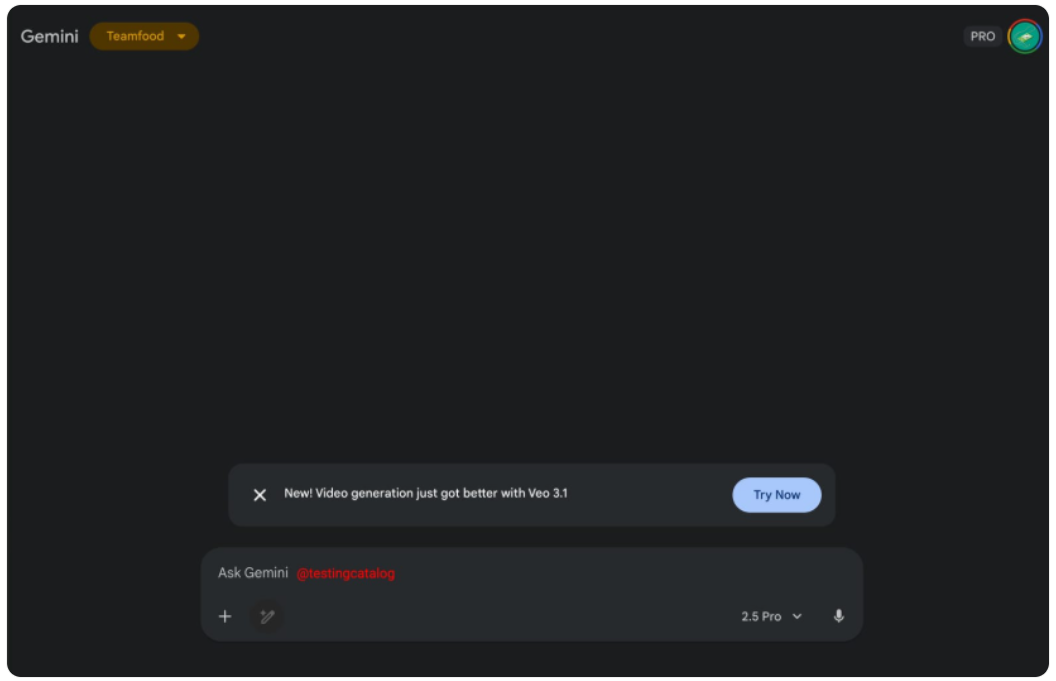 Gemini Teamfood PRO
New! Video generation just got better with Veo 3.1 Try Now
Ask Gemini @testingcatalog
2.5 Pro